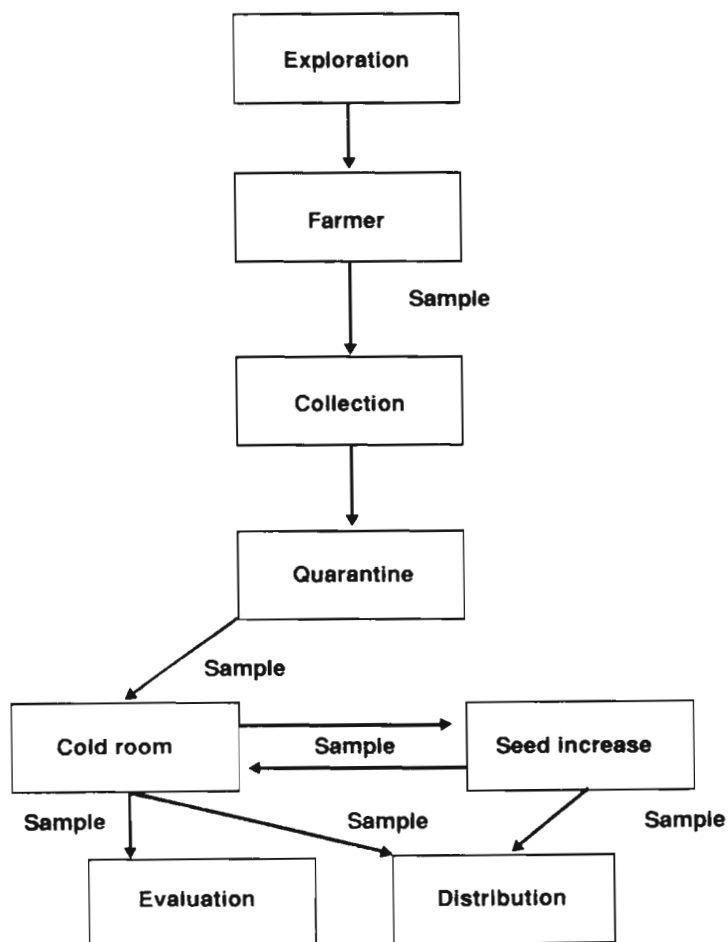 Exploration
Farmer
Sample
Collection
Quarantine
Sample
Cold room
Sample
Seed increase
Sample
Sample
Sample
Evaluation
Distribution